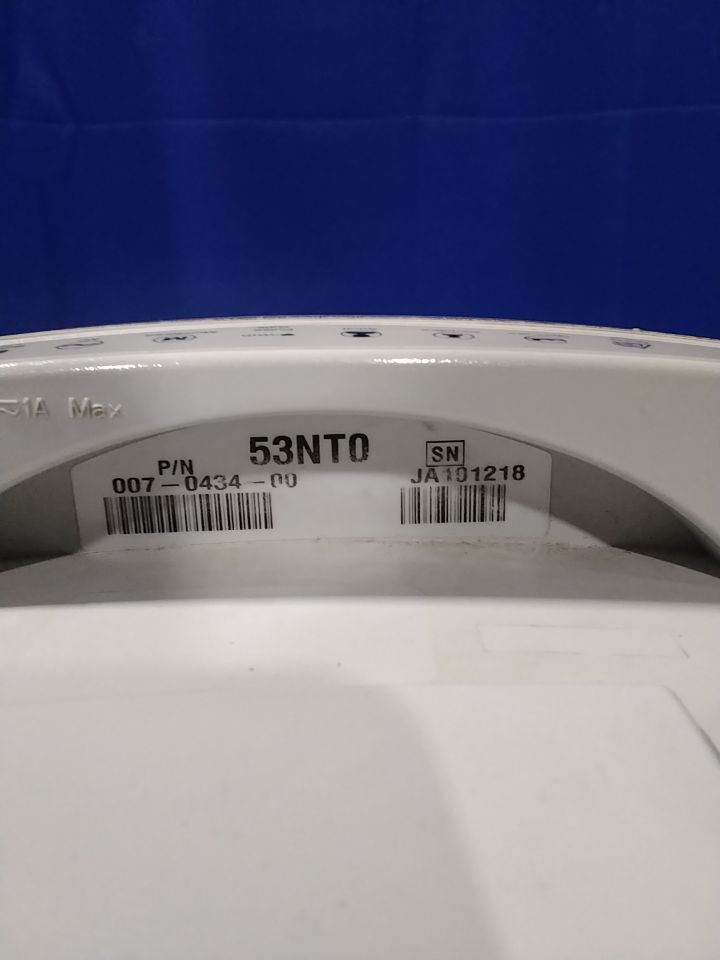 1A Max
53NT0
P/N
007-0434-00
SN
JA101218